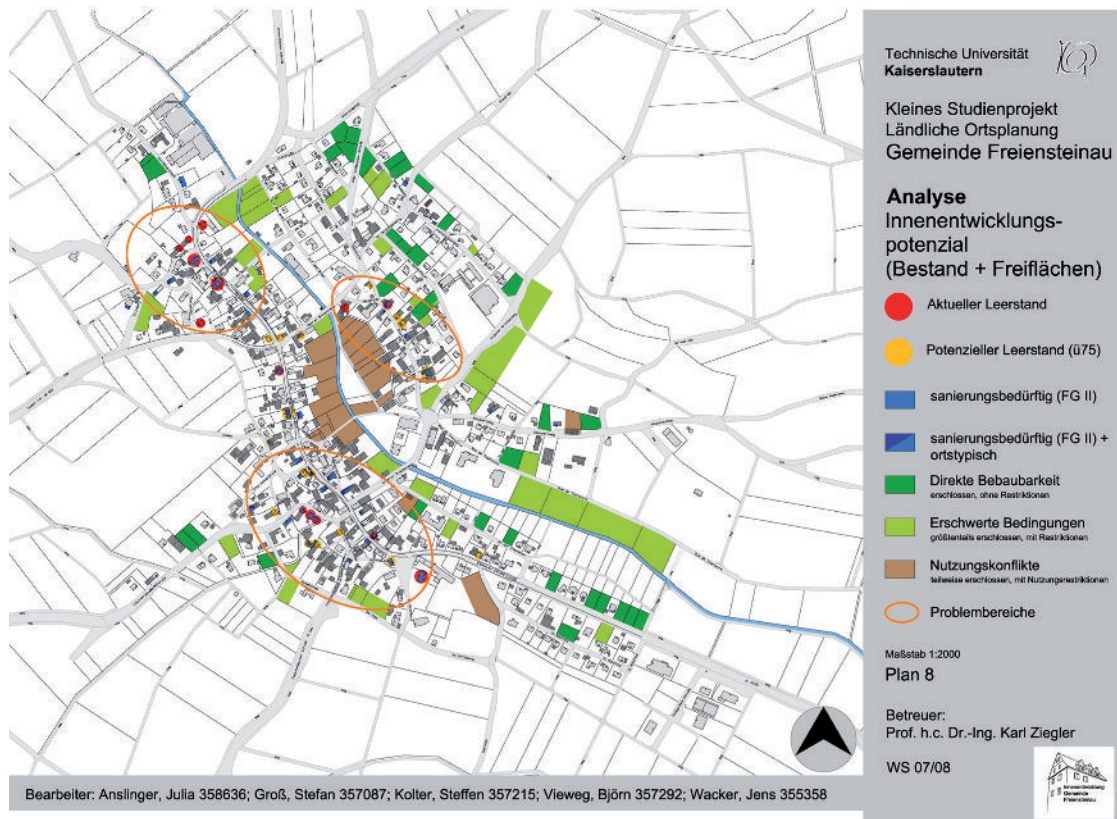 Technische Universität
Kaiserslautern
Kleines Studienprojekt
Ländliche Ortsplanung
Gemeinde Freiensteinau
Analyse
Innenentwicklungs-
potenzial
(Bestand + Freiflächen)
Aktueller Leerstand
Potenzieller Leerstand (ü75)
sanierungsbedürftig (FG II)
sanierungsbedürftig (FG II) +
ortstypisch
Direkte Bebaubarkeit
erschlossen, ohne Restriktionen
Erschwerte Bedingungen
größtenteils erschlossen, mit Restriktionen
Nutzungskonflikte
teilweise erschlossen, mit Nutzungsrestriktionen
Problembereiche
Maßstab 1:2000
Plan 8
Betreuer:
Prof. h.c. Dr.-Ing. Karl Ziegler
WS 07/08
Innenentwicklung
Gemeinde
Freiensteinau
Bearbeiter: Anslinger, Julia 358636; Groß, Stefan 357087; Kolter, Steffen 357215; Vieweg, Björn 357292; Wacker, Jens 355358